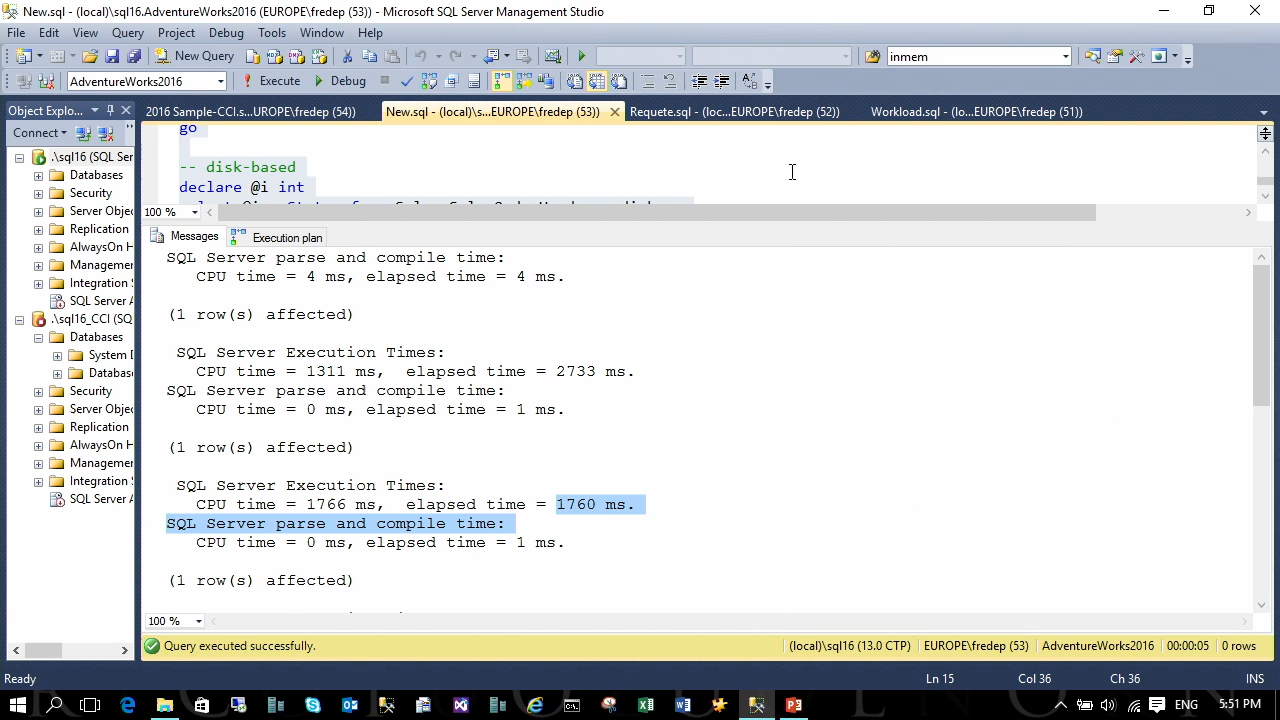 New.sql - (local)\sql16.AdventureWorks2016 (EUROPE\fredep (53)) - Microsoft SQL Server Management Studio
File Edit View Query Project Debug Tools Window Help
New Query inmem
AdventureWorks2016 Execute Debug
Object Explo... 2016 Sample-CCI.s...UROPE\fredep (54)) New.sql - (local)\s...EUROPE\fredep (53)) Requete.sql - (loc...EUROPE\fredep (52)) Workload.sql - (lo...EUROPE\fredep (51))
Connect
.\sql16 (SQL Ser
Databases
Security
Server Objec
Replication
AlwaysOn H
Managemen
Integration S
SQL Server A
.\sql16_CCI (SQ
Databases
System D
Databas
Security
Server Objec
Replication
AlwaysOn H
Managemen
Integration S
SQL Server A
go
-- disk-based
declare @i int
100 %
Messages Execution plan
SQL Server parse and compile time:
CPU time = 4 ms, elapsed time = 4 ms.
(1 row(s) affected)
SQL Server Execution Times:
CPU time = 1311 ms,  elapsed time = 2733 ms.
SQL Server parse and compile time:
CPU time = 0 ms, elapsed time = 1 ms.
(1 row(s) affected)
SQL Server Execution Times:
CPU time = 1766 ms,  elapsed time = 1760 ms.
SQL Server parse and compile time:
CPU time = 0 ms, elapsed time = 1 ms.
(1 row(s) affected)
100 %
Query executed successfully. (local)\sql16 (13.0 CTP) EUROPE\fredep (53) AdventureWorks2016 00:00:05 0 rows
Ready Ln 15 Col 36 Ch 36 INS
ENG 5:51 PM